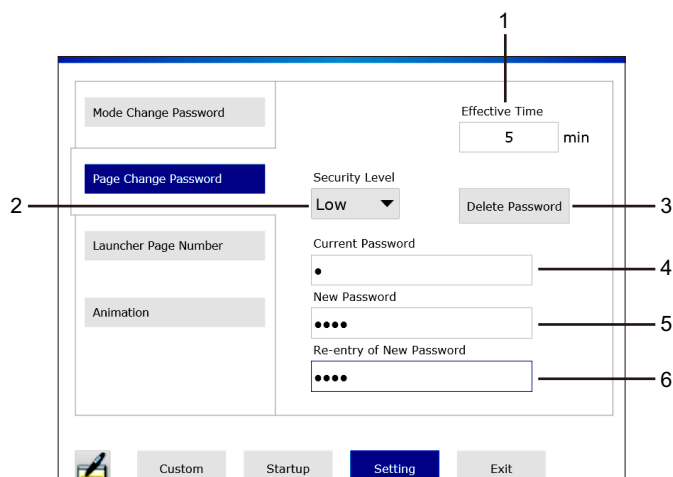 1
Mode Change Password
Effective Time
5 min
Page Change Password
Security Level
2
Low
Delete Password
3
Launcher Page Number
Current Password
●
4
New Password
Animation
●●●●
5
Re-entry of New Password
●●●●
6
Custom
Startup
Setting
Exit